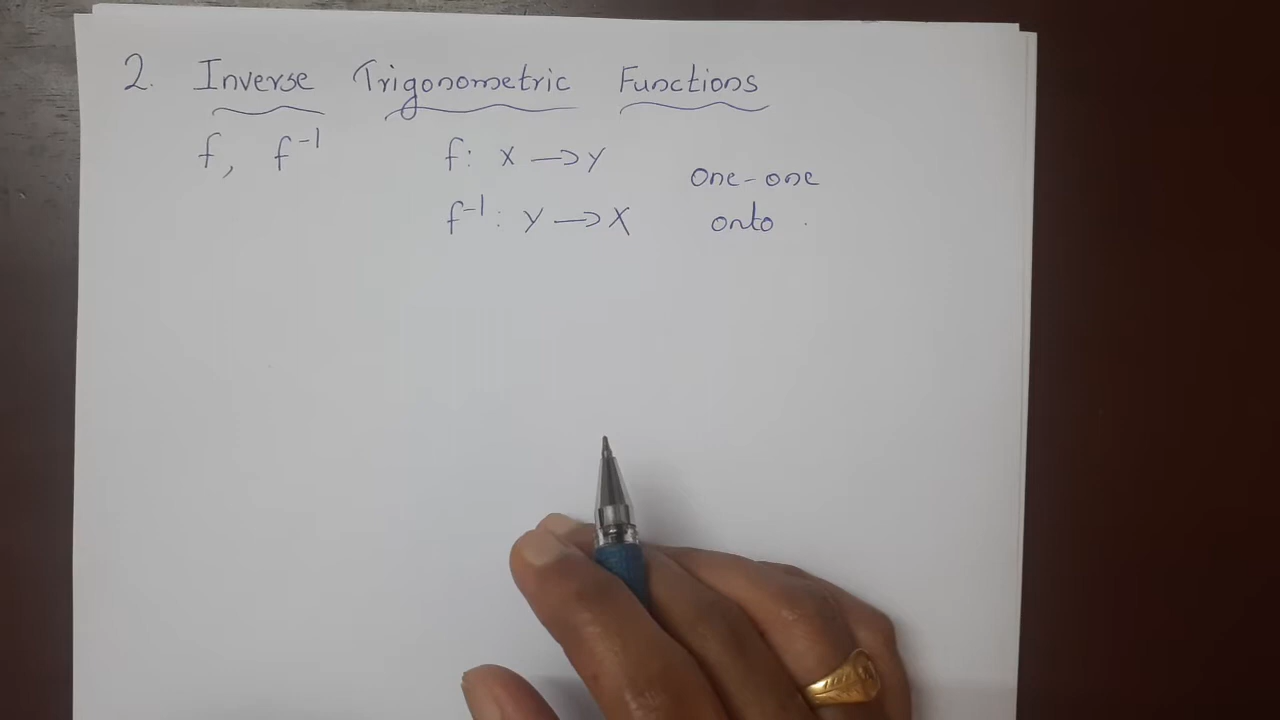 2. Inverse Trigonometric Functions
f, f⁻¹ f: X → Y
one-one
f⁻¹: Y → X onto